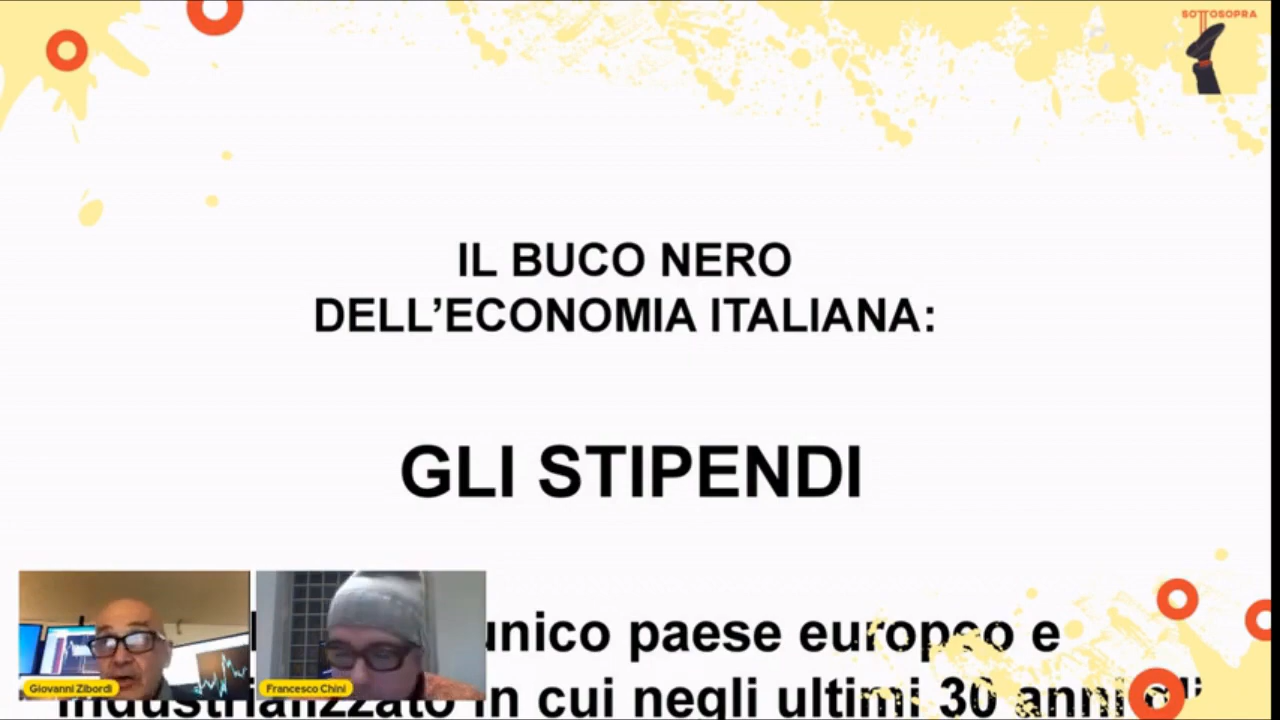 SOTTOSOPRA
IL BUCO NERO
DELL’ECONOMIA ITALIANA:
GLI STIPENDI
unico paese europeo e
industrializzato in cui negli ultimi 30 anni
Giovanni Zibordi
Francesco Chini